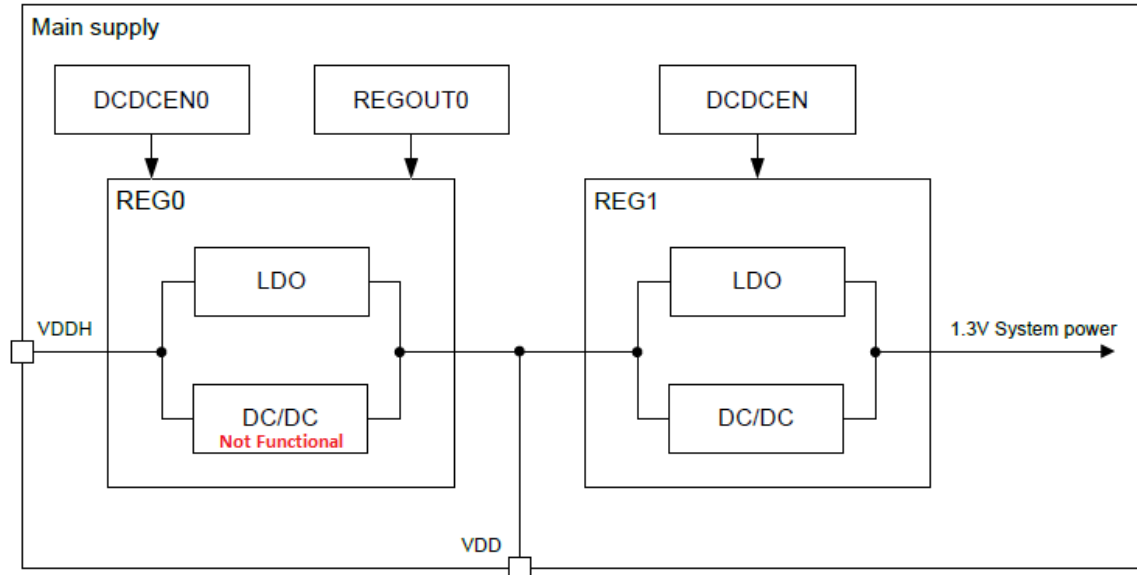 Main supply
DCDCEN0
REGOUT0
DCDCEN
REG0
REG1
LDO
LDO
VDDH
1.3V System power
DC/DC
Not Functional
DC/DC
VDD